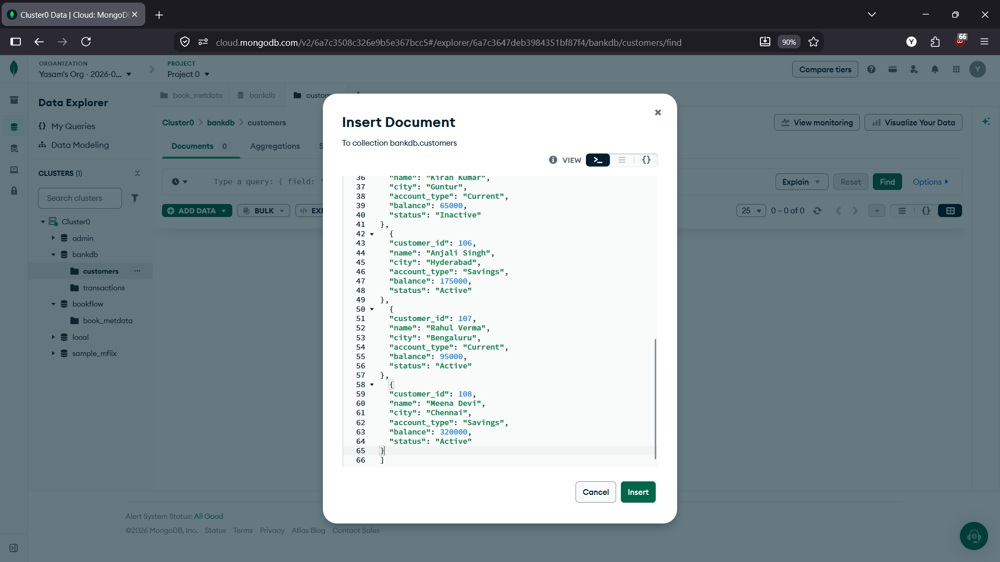 Cluster0 Data | Cloud: MongoD
cloud.mongodb.com/v2/6a7c3508c326e9b5e367bcc5#/explorer/6a7c3647deb3984351bf87f4/bankdb/customers/find
90%
Y
66
ORGANIZATION
Yasam's Org - 2026-0...
PROJECT
Project 0
Compare tiers
Y
Data Explorer
My Queries
Data Modeling
CLUSTERS (1)
Search clusters
Cluster0
admin
bankdb
customers
transactions
bookflow
book_metdata
local
sample_mflix
book_metdata
bankdb
Cluster0 > bankdb > customers
View monitoring
Visualize Your Data
Documents 0
Aggregations
Type a query: { field: '
Explain
Reset
Find
Options
ADD DATA
BULK
25
0 – 0 of 0
Insert Document
To collection bankdb.customers
VIEW
36 "name": "Kiran Kumar",
37 "city": "Guntur",
38 "account_type": "Current",
39 "balance": 65000,
40 "status": "Inactive"
41 },
42 {
43 "customer_id": 106,
44 "name": "Anjali Singh",
45 "city": "Hyderabad",
46 "account_type": "Savings",
47 "balance": 175000,
48 "status": "Active"
49 },
50 {
51 "customer_id": 107,
52 "name": "Rahul Verma",
53 "city": "Bengaluru",
54 "account_type": "Current",
55 "balance": 95000,
56 "status": "Active"
57 },
58 {
59 "customer_id": 108,
60 "name": "Meena Devi",
61 "city": "Chennai",
62 "account_type": "Savings",
63 "balance": 320000,
64 "status": "Active"
65 }
66 ]
Cancel
Insert
Alert System Status: All Good
©2026 MongoDB, Inc. Status Terms Privacy Atlas Blog Contact Sales